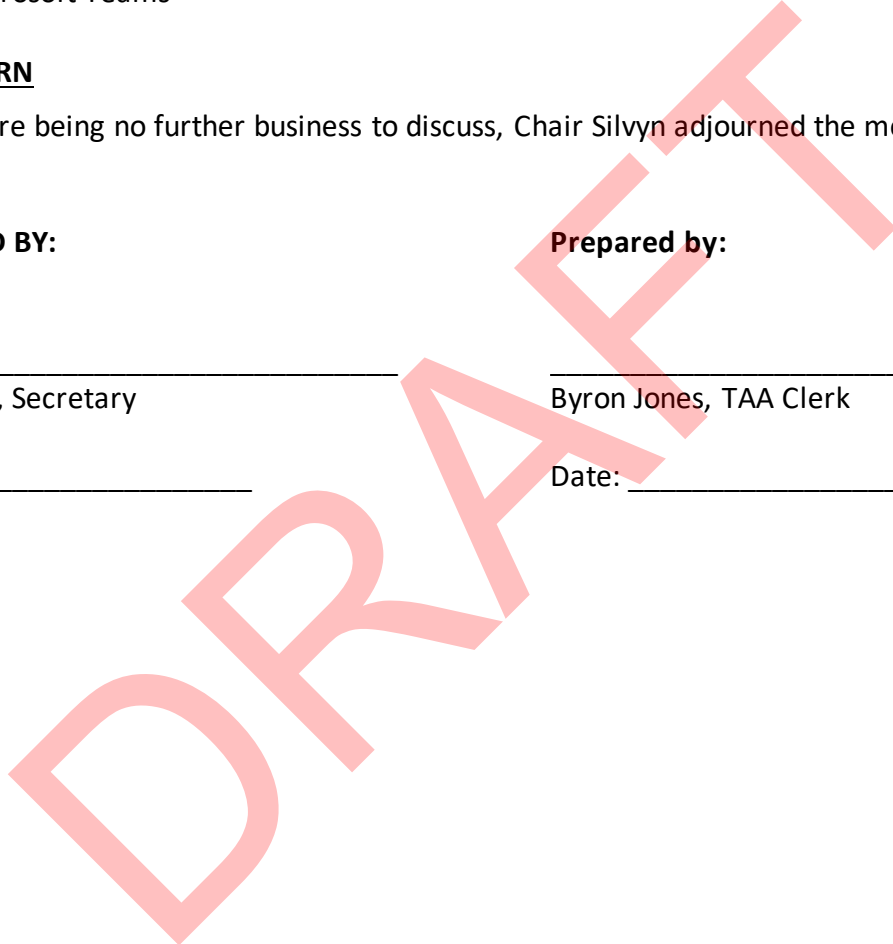 RN
re being no further business to discuss, Chair Silvyn adjourned the m
BY: Prepared by:
, Secretary Byron Jones, TAA Clerk
Date:
DRAFT